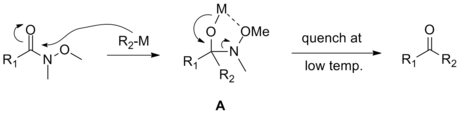 O
R1 N O
R2-M
M
O OMe
R1 N
R2
A
quench at
low temp.
O
R1 R2